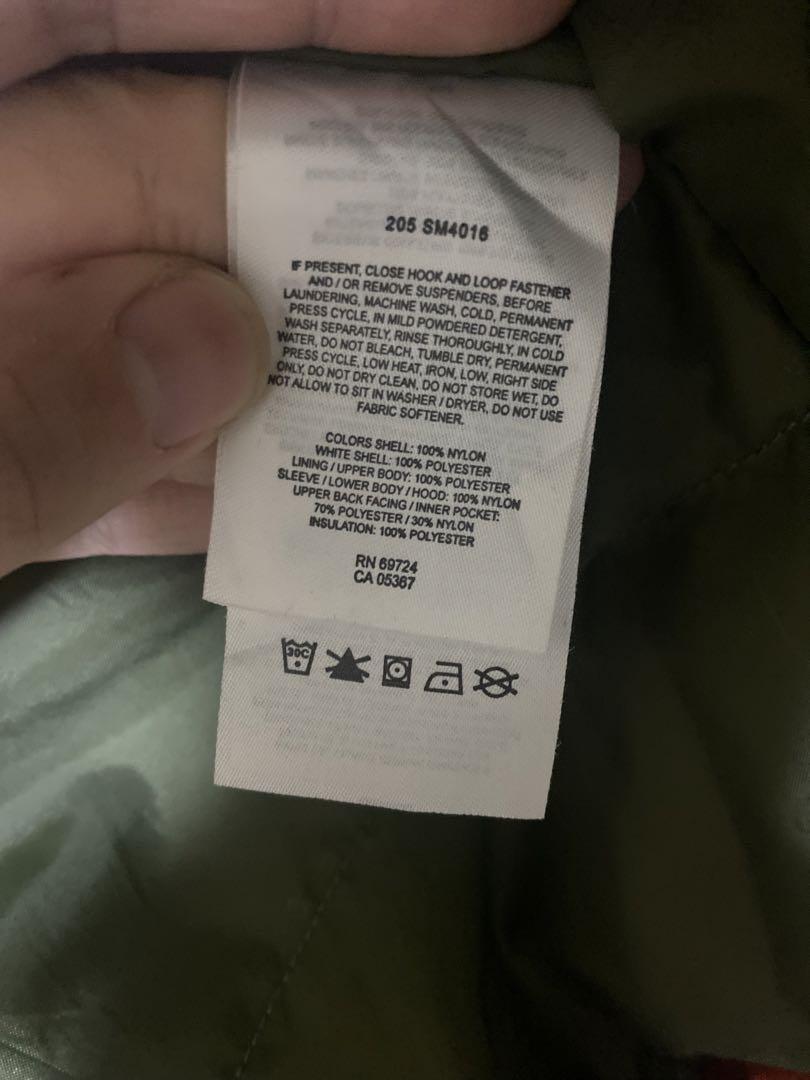 205 SM4016
IF PRESENT, CLOSE HOOK AND LOOP FASTENER
AND / OR REMOVE SUSPENDERS, BEFORE
LAUNDERING, MACHINE WASH, COLD, PERMANENT
PRESS CYCLE, IN MILD POWDERED DETERGENT,
WASH SEPARATELY, RINSE THOROUGHLY, IN COLD
WATER, DO NOT BLEACH, TUMBLE DRY, PERMANENT
PRESS CYCLE, LOW HEAT, IRON, LOW, RIGHT SIDE
ONLY, DO NOT DRY CLEAN, DO NOT STORE WET, DO
NOT ALLOW TO SIT IN WASHER / DRYER, DO NOT USE
FABRIC SOFTENER.
COLORS SHELL: 100% NYLON
WHITE SHELL: 100% POLYESTER
LINING / UPPER BODY: 100% POLYESTER
SLEEVE / LOWER BODY / HOOD: 100% NYLON
UPPER BACK FACING / INNER POCKET:
70% POLYESTER / 30% NYLON
INSULATION: 100% POLYESTER
RN 69724
CA 05367
30C